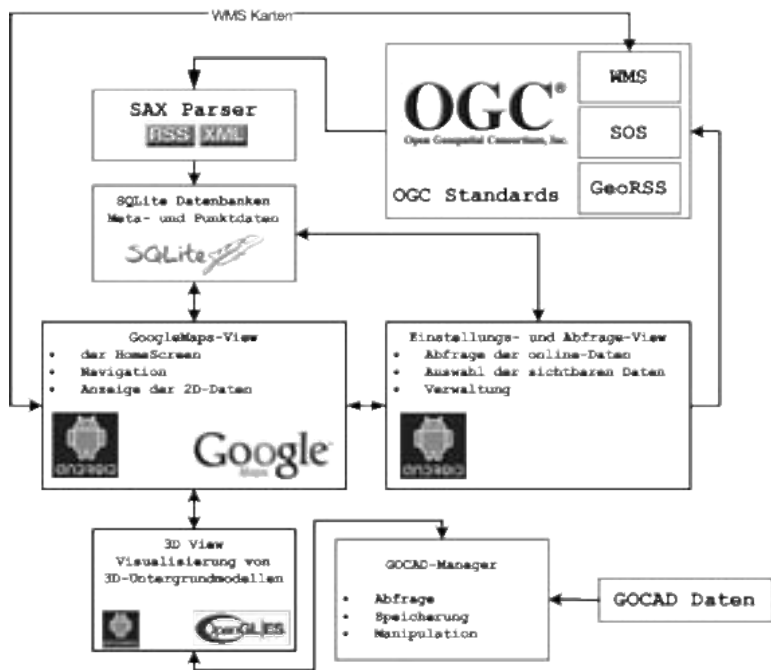 WMS Karten
SAX Parser
RSS XML
OGC®
Open Geospatial Consortium, Inc.
OGC Standards
WMS
SOS
GeoRSS
SQLite Datenbanken
Meta- und Punktdaten
SQLite
GoogleMaps-View
• der HomeScreen
• Navigation
• Anzeige der 2D-Daten
ANDROID
Google
Maps
Einstellungs- und Abfrage-View
• Abfrage der online-Daten
• Auswahl der sichtbaren Daten
• Verwaltung
ANDROID
3D View
Visualisierung von
3D-Untergrundmodellen
OpenGL|ES
GOCAD-Manager
• Abfrage
• Speicherung
• Manipulation
GOCAD Daten